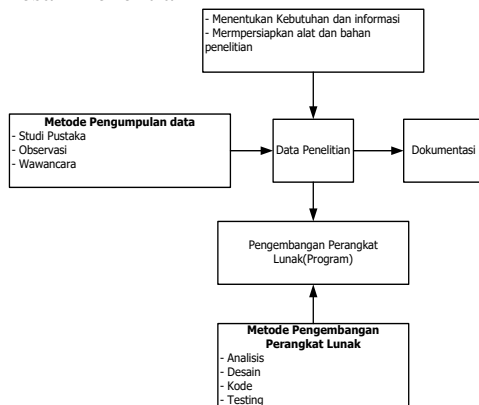 - Menentukan Kebutuhan dan informasi
- Mermpersiapkan alat dan bahan
penelitian
Metode Pengumpulan data
- Studi Pustaka
- Observasi
- Wawancara
Data Penelitian
Dokumentasi
Pengembangan Perangkat
Lunak(Program)
Metode Pengembangan
Perangkat Lunak
- Analisis
- Desain
- Kode
- Testing